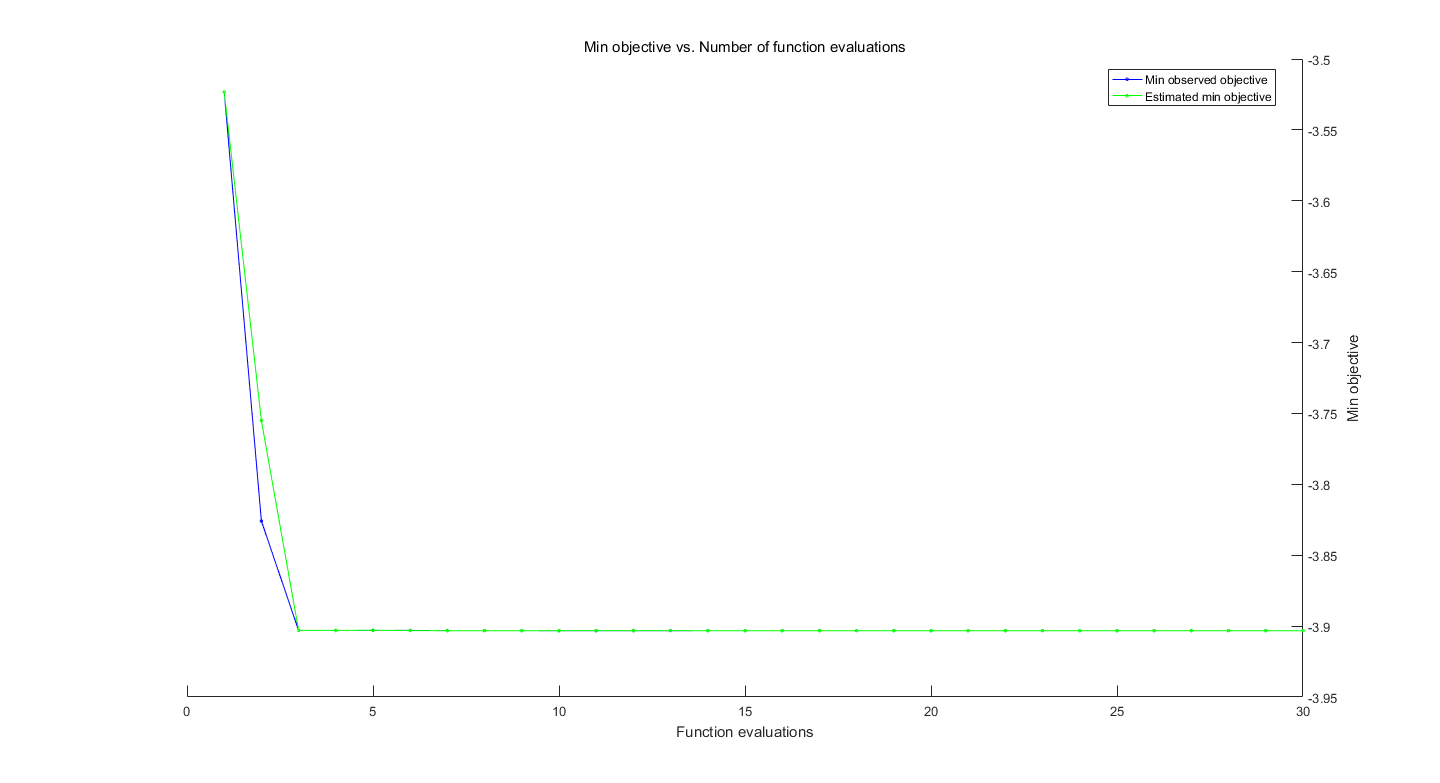 Min objective vs. Number of function evaluations
Min observed objective
Estimated min objective
-3.5
-3.55
-3.6
-3.65
-3.7
-3.75
-3.8
-3.85
-3.9
-3.95
Min objective
0 5 10 15 20 25 30
Function evaluations